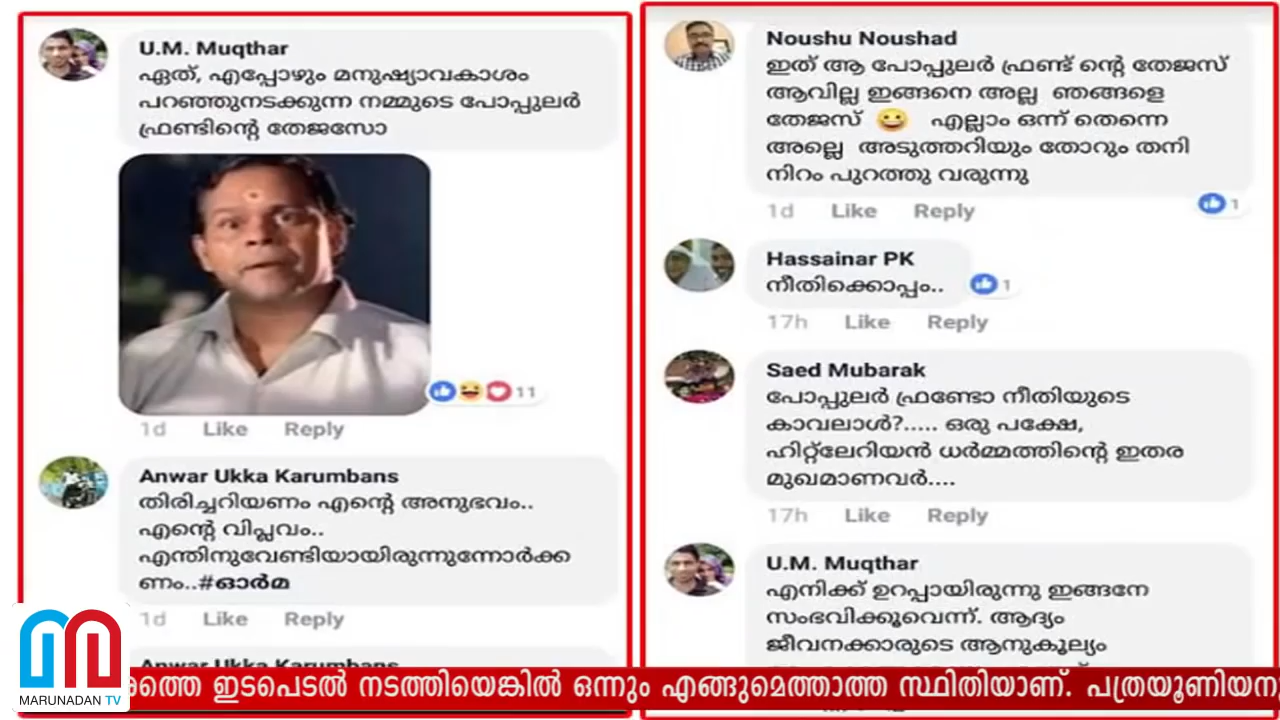 U.M. Muqthar
ഏത്, എപ്പോഴും മനുഷ്യാവകാശം
പറഞ്ഞുനടക്കുന്ന നമ്മുടെ പോപ്പുലർ
ഫ്രണ്ടിന്റെ തേജസോ
11
1d Like Reply
Anwar Ukka Karumbans
തിരിച്ചറിയണം എന്റെ അനുഭവം..
എന്റെ വിപ്ലവം..
എന്തിനുവേണ്ടിയായിരുന്നുന്നോർക്ക
ണം..#ഓർമ
1d Like Reply
Anwar Ukka Karumbans
Noushu Noushad
ഇത് ആ പോപ്പുലർ ഫ്രണ്ട് ന്റെ തേജസ്
ആവില്ല ഇങ്ങനെ അല്ല ഞങ്ങളെ
തേജസ് 😀 എല്ലാം ഒന്ന് തെന്നെ
അല്ലെ അടുത്തറിയും തോറും തനി
നിറം പുറത്തു വരുന്നു
1d Like Reply 1
Hassainar PK
നീതിക്കൊപ്പം.. 1
17h Like Reply
Saed Mubarak
പോപ്പുലർ ഫ്രണ്ടോ നീതിയുടെ
കാവലാൾ?..... ഒരു പക്ഷേ,
ഹിറ്റ്ലേറിയൻ ധർമ്മത്തിന്റെ ഇതര
മുഖമാണവർ....
17h Like Reply
U.M. Muqthar
എനിക്ക് ഉറപ്പായിരുന്നു ഇങ്ങനേ
സംഭവിക്കൂവെന്ന്. ആദ്യം
ജീവനക്കാരുടെ ആനുകൂല്യം
MARUNADAN TV
ഇടപെടൽ നടത്തിയെങ്കിൽ ഒന്നും എങ്ങുമെത്താത്ത സ്ഥിതിയാണ്. പത്രയൂണിയനു